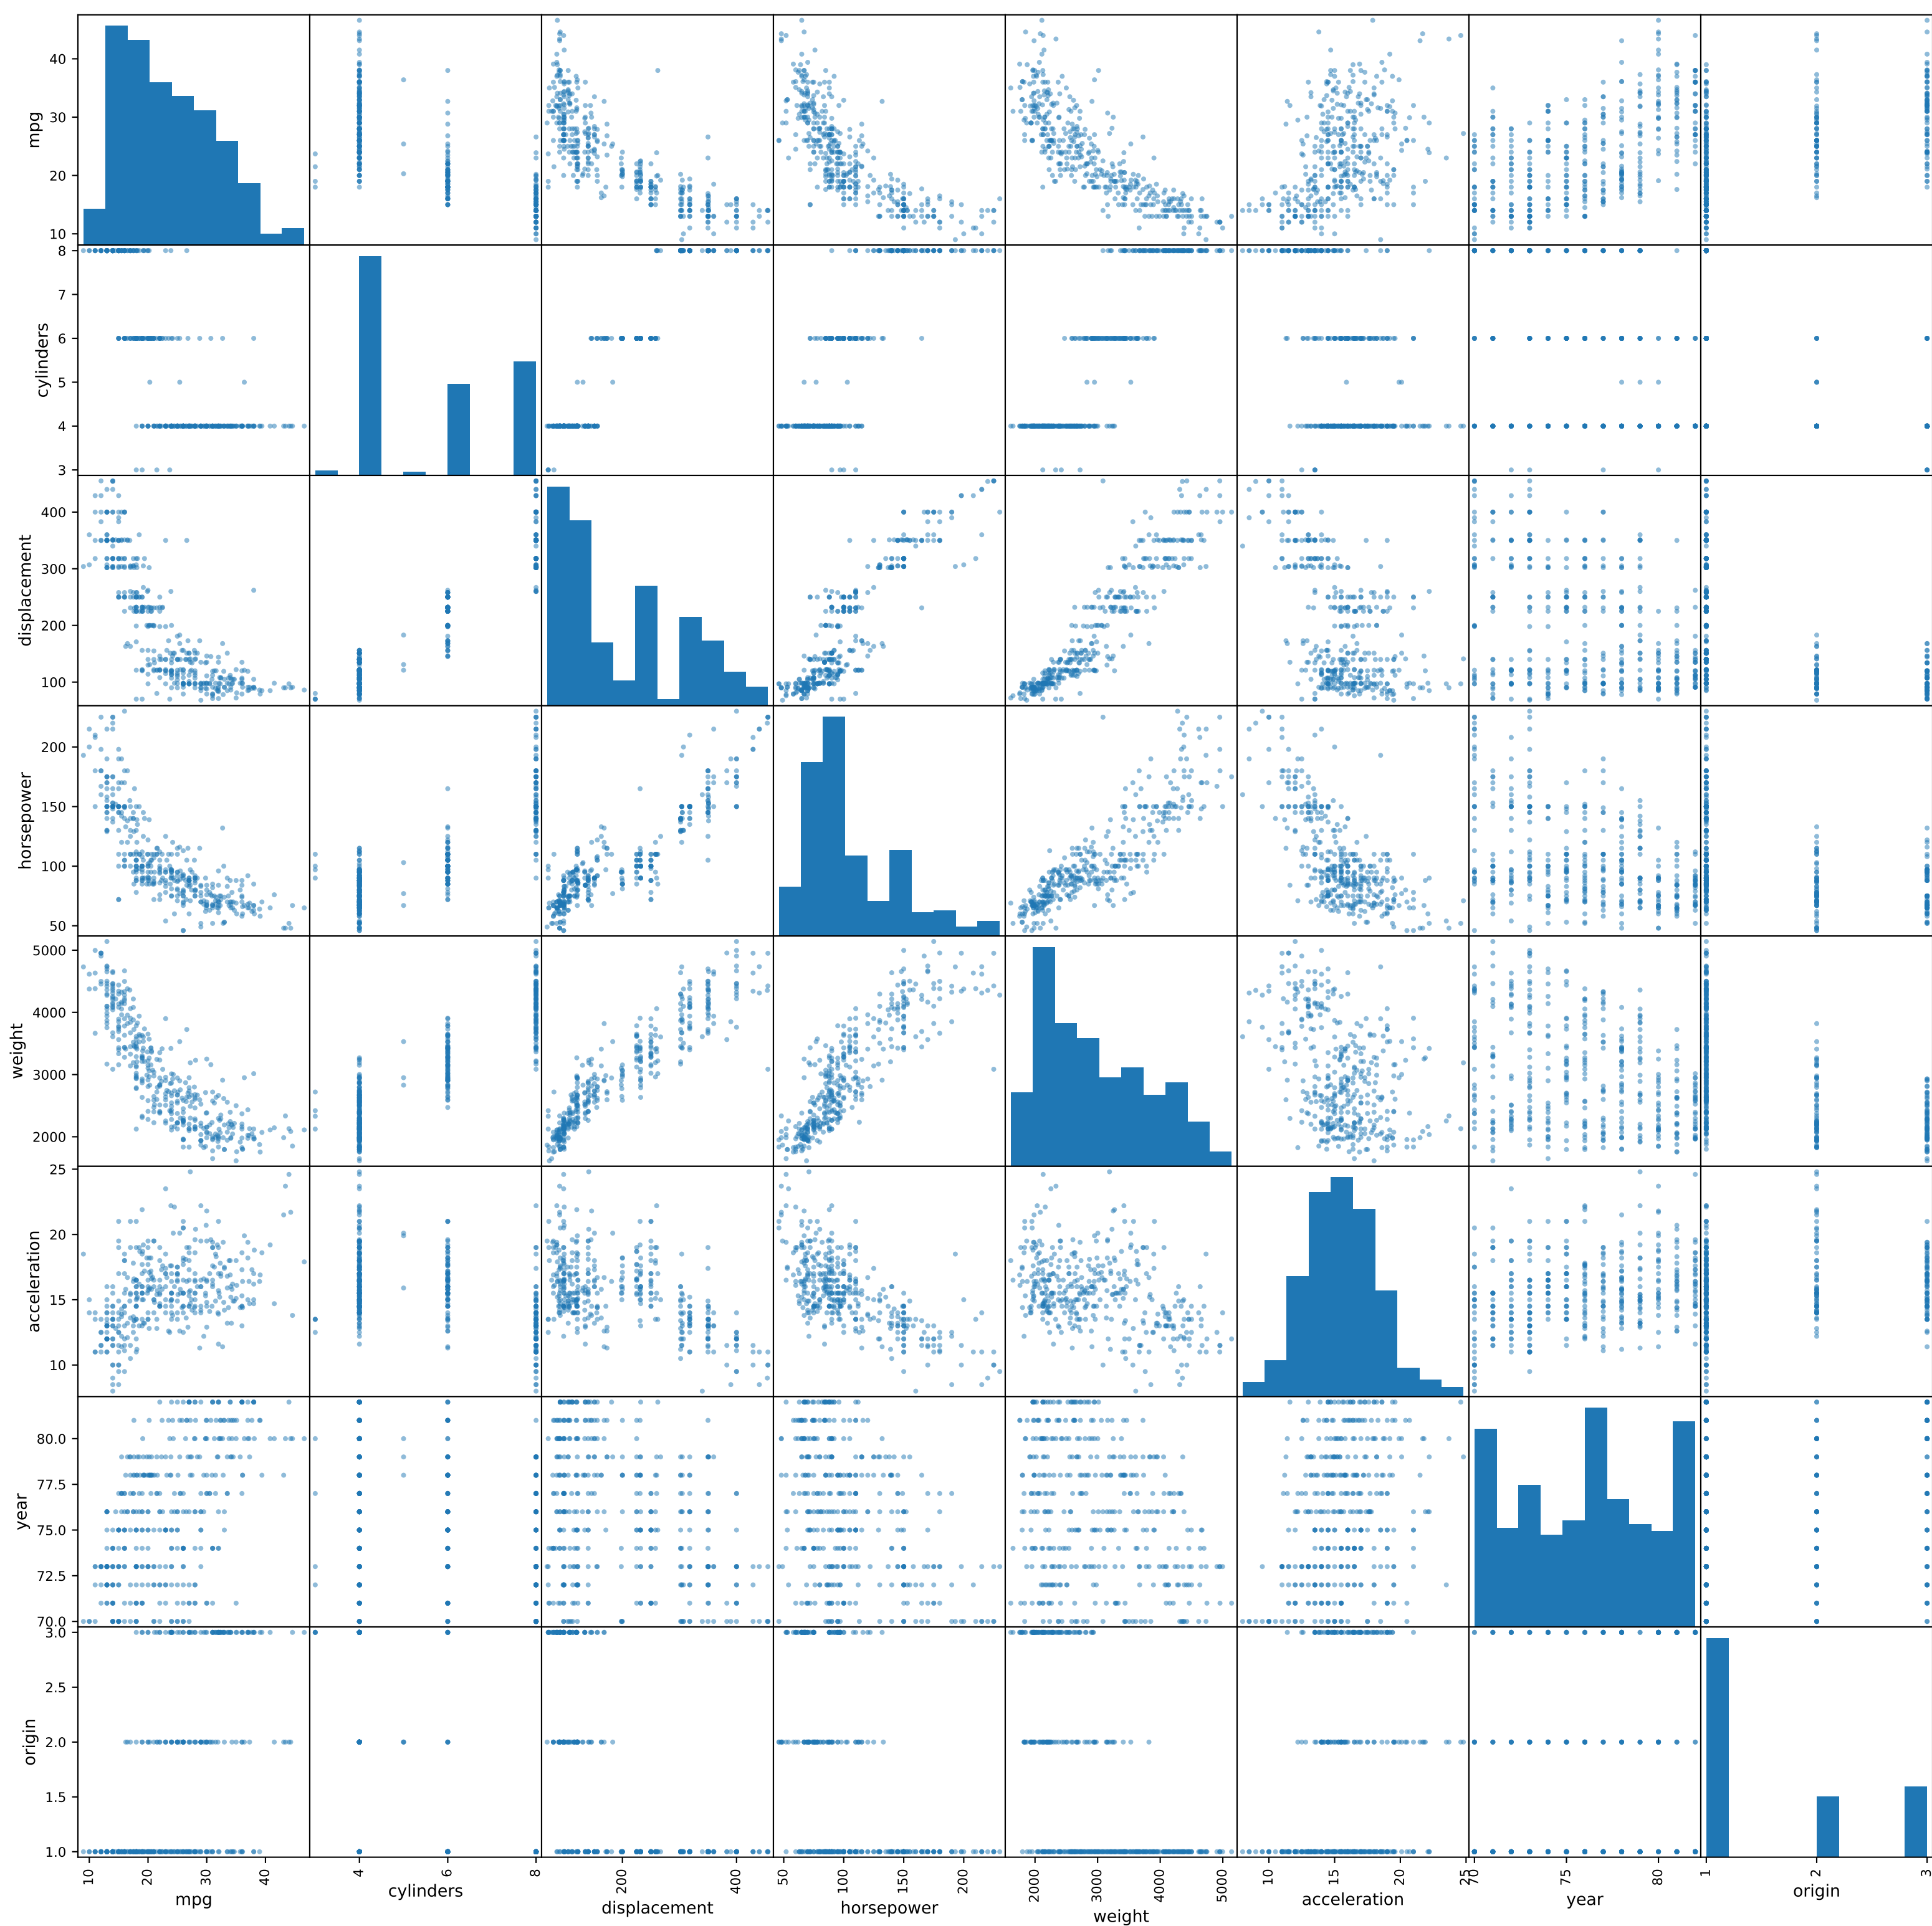 40
30
20
10
mpg
8
7
6
5
4
3
cylinders
400
300
200
100
displacement
200
150
100
50
horsepower
5000
4000
3000
2000
weight
25
20
15
10
acceleration
80.0
77.5
75.0
72.5
70.0
year
3.0
2.5
2.0
1.5
1.0
origin
10 20 30 40
mpg
4 6 8
cylinders
200 400
displacement
50 100 150 200
horsepower
2000 3000 4000 5000
weight
10 15 20 25
acceleration
70 75 80
year
1 2 3
origin